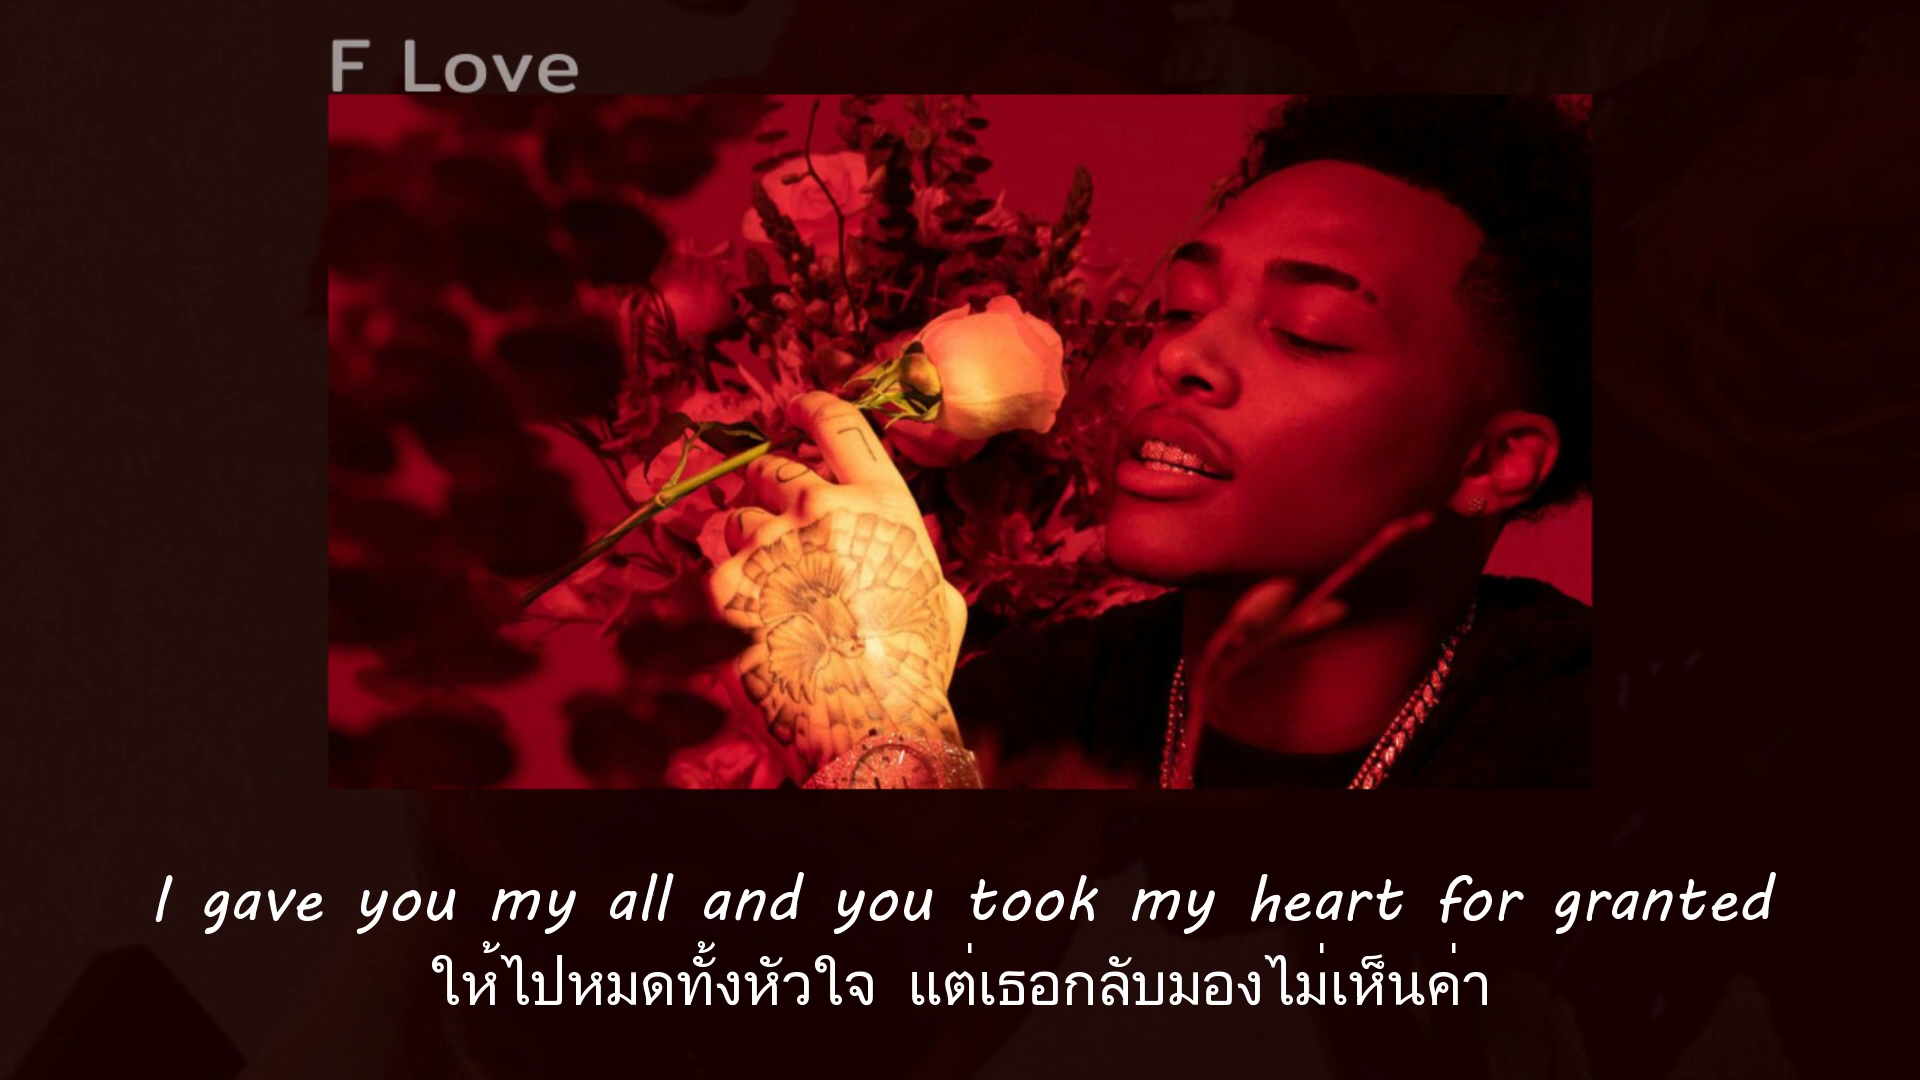 F Love
I gave you my all and you took my heart for granted
ให้ไปหมดทั้งหัวใจ แต่เธอกลับมองไม่เห็นค่า